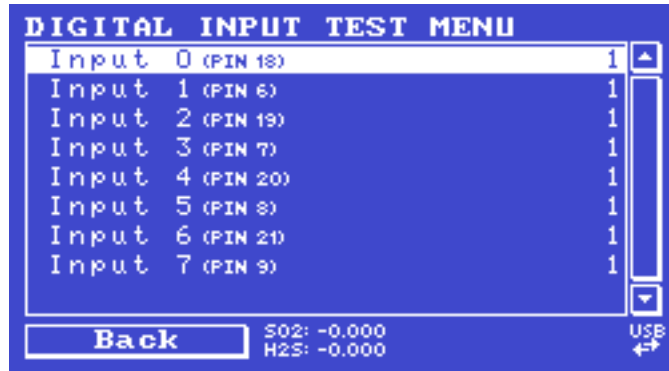 DIGITAL INPUT TEST MENU
Input 0 (PIN 18) 1
Input 1 (PIN 6) 1
Input 2 (PIN 19) 1
Input 3 (PIN 7) 1
Input 4 (PIN 20) 1
Input 5 (PIN 8) 1
Input 6 (PIN 21) 1
Input 7 (PIN 9) 1
Back SO2: -0.000 USB
H2S: -0.000